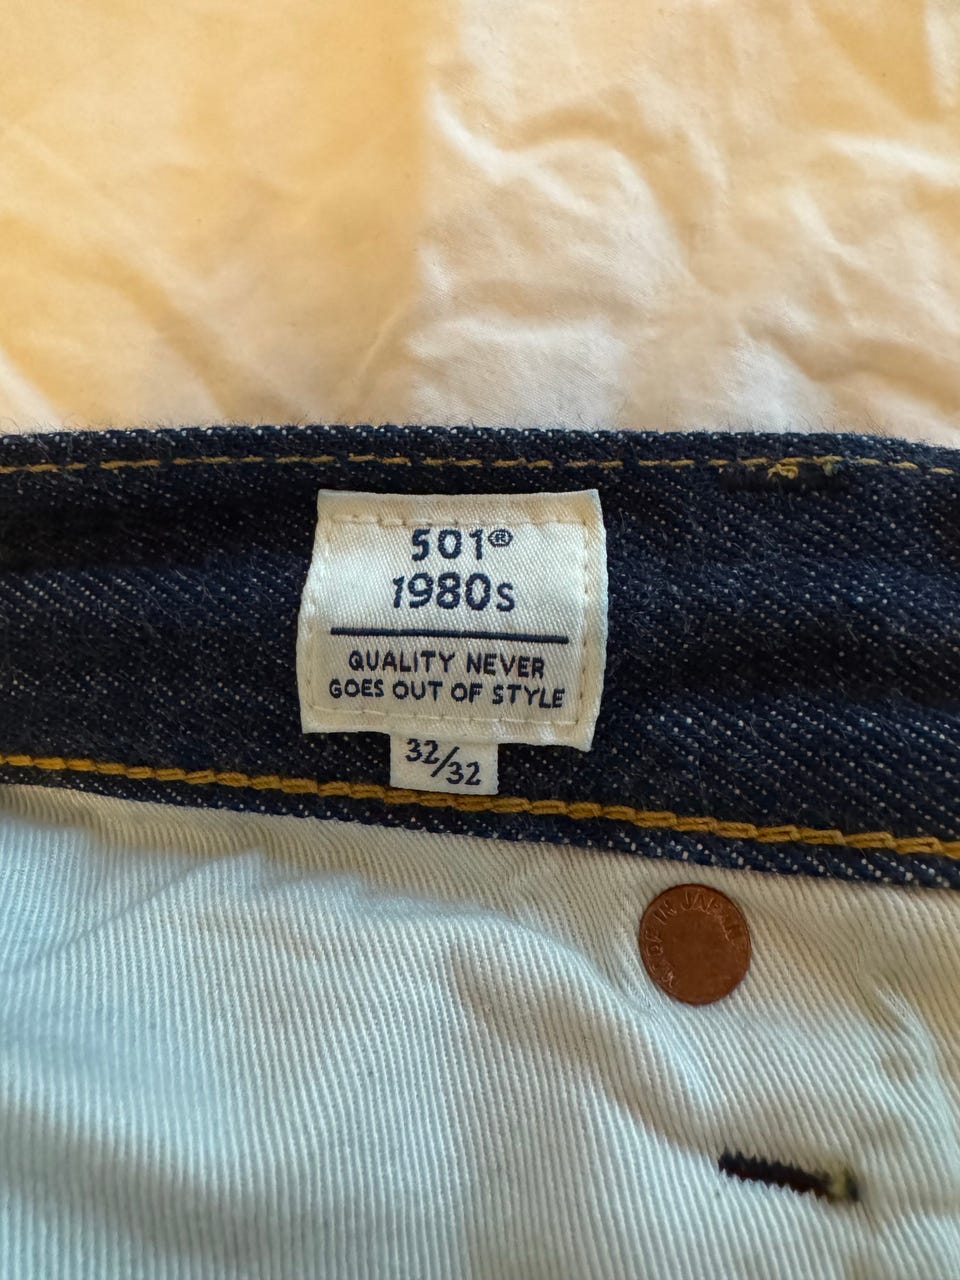 501®
1980s
QUALITY NEVER
GOES OUT OF STYLE
32/32
MADE IN JAPAN